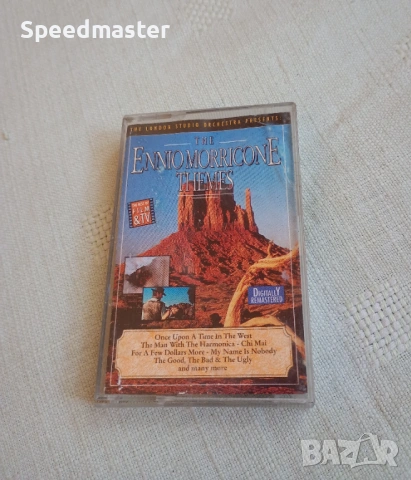 Speedmaster
THE LONDON STUDIO ORCHESTRA PRESENTS
THE
ENNIO MORRICONE
THEMES
FILM
& TV
DIGITALLY
REMASTERED
Once Upon A Time In The West
The Man With The Harmonica - Chi Mai
For A Few Dollars More - My Name Is Nobody
The Good, The Bad & The Ugly
and many more
BAZAR